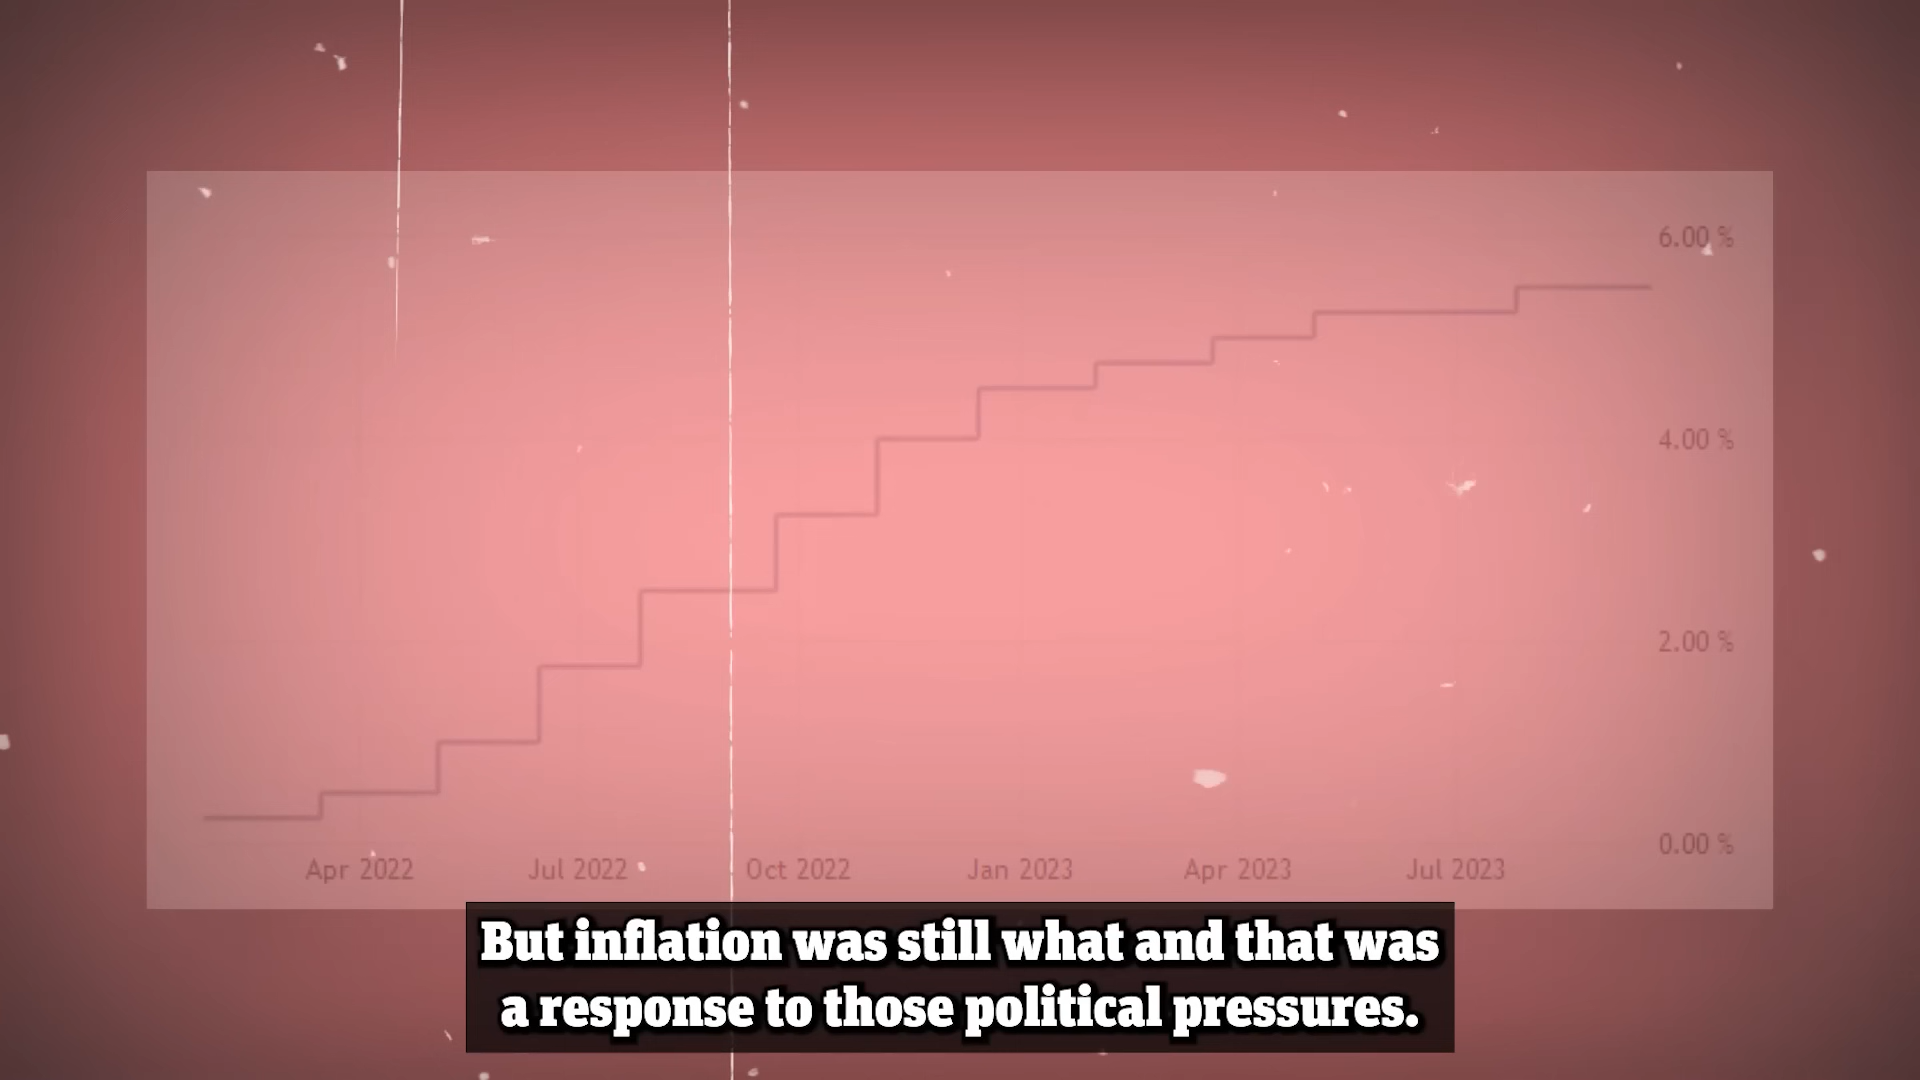 6.00 %
4.00 %
2.00 %
0.00 %
Apr 2022 Jul 2022 Oct 2022 Jan 2023 Apr 2023 Jul 2023
But inflation was still what and that was
a response to those political pressures.